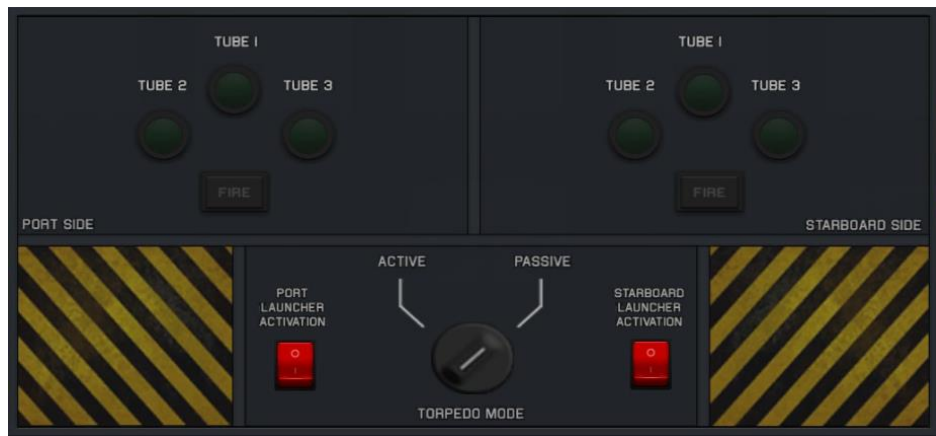 TUBE 1
TUBE 2
TUBE 3
FIRE
PORT SIDE
TUBE 1
TUBE 2
TUBE 3
FIRE
STARBOARD SIDE
ACTIVE
PASSIVE
PORT
LAUNCHER
ACTIVATION
O
I
STARBOARD
LAUNCHER
ACTIVATION
O
I
TORPEDO MODE